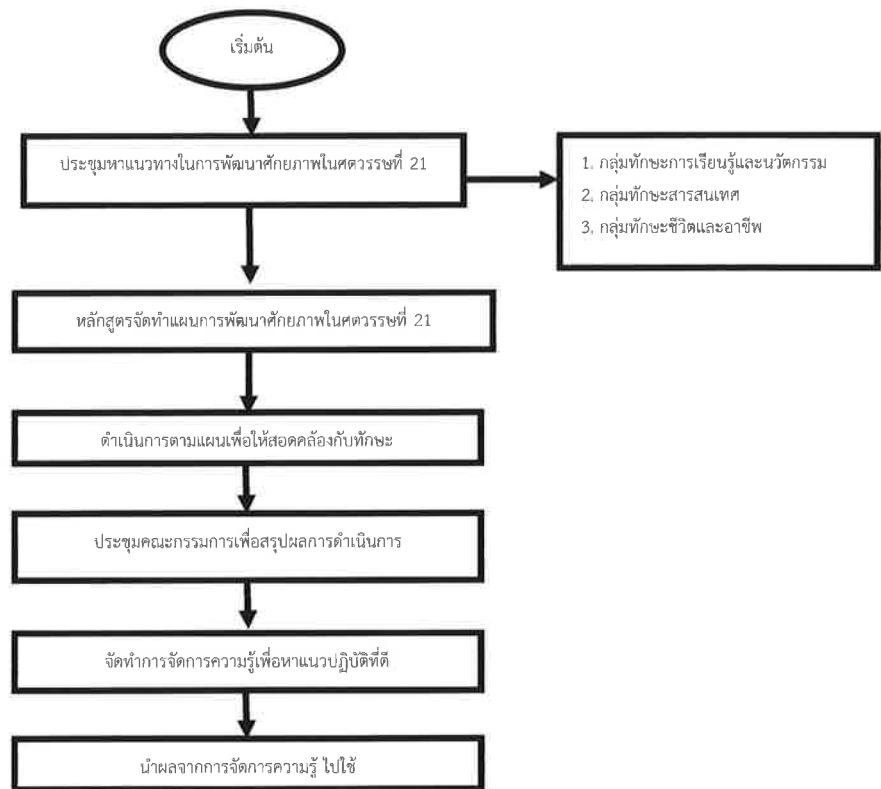 เริ่มต้น
ประชุมหาแนวทางในการพัฒนาศักยภาพในศตวรรษที่ 21
1. กลุ่มทักษะการเรียนรู้และนวัตกรรม
2. กลุ่มทักษะสารสนเทศ
3. กลุ่มทักษะชีวิตและอาชีพ
หลักสูตรจัดทำแผนการพัฒนาศักยภาพในศตวรรษที่ 21
ดำเนินการตามแผนเพื่อให้สอดคล้องกับทักษะ
ประชุมคณะกรรมการเพื่อสรุปผลการดำเนินการ
จัดทำการจัดการความรู้เพื่อหาแนวปฏิบัติที่ดี
นำผลจากการจัดการความรู้ ไปใช้